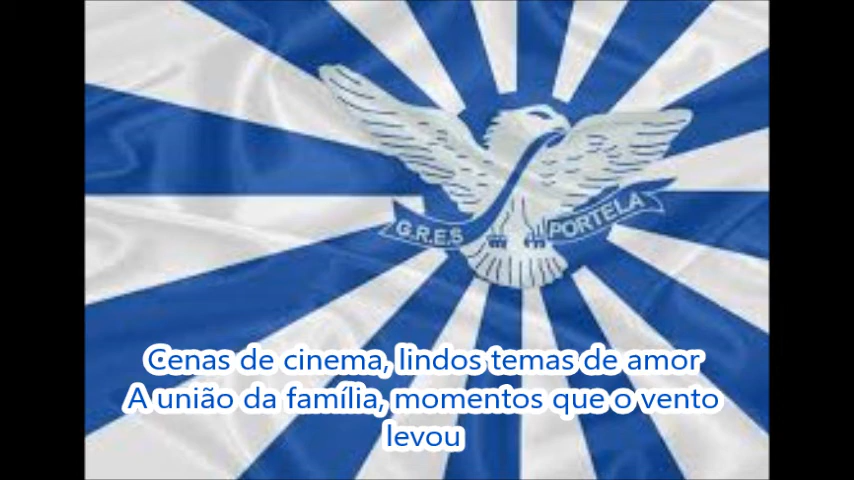 G.R.E.S PORTELA
Cenas de cinema, lindos temas de amor
A união da família, momentos que o vento
levou